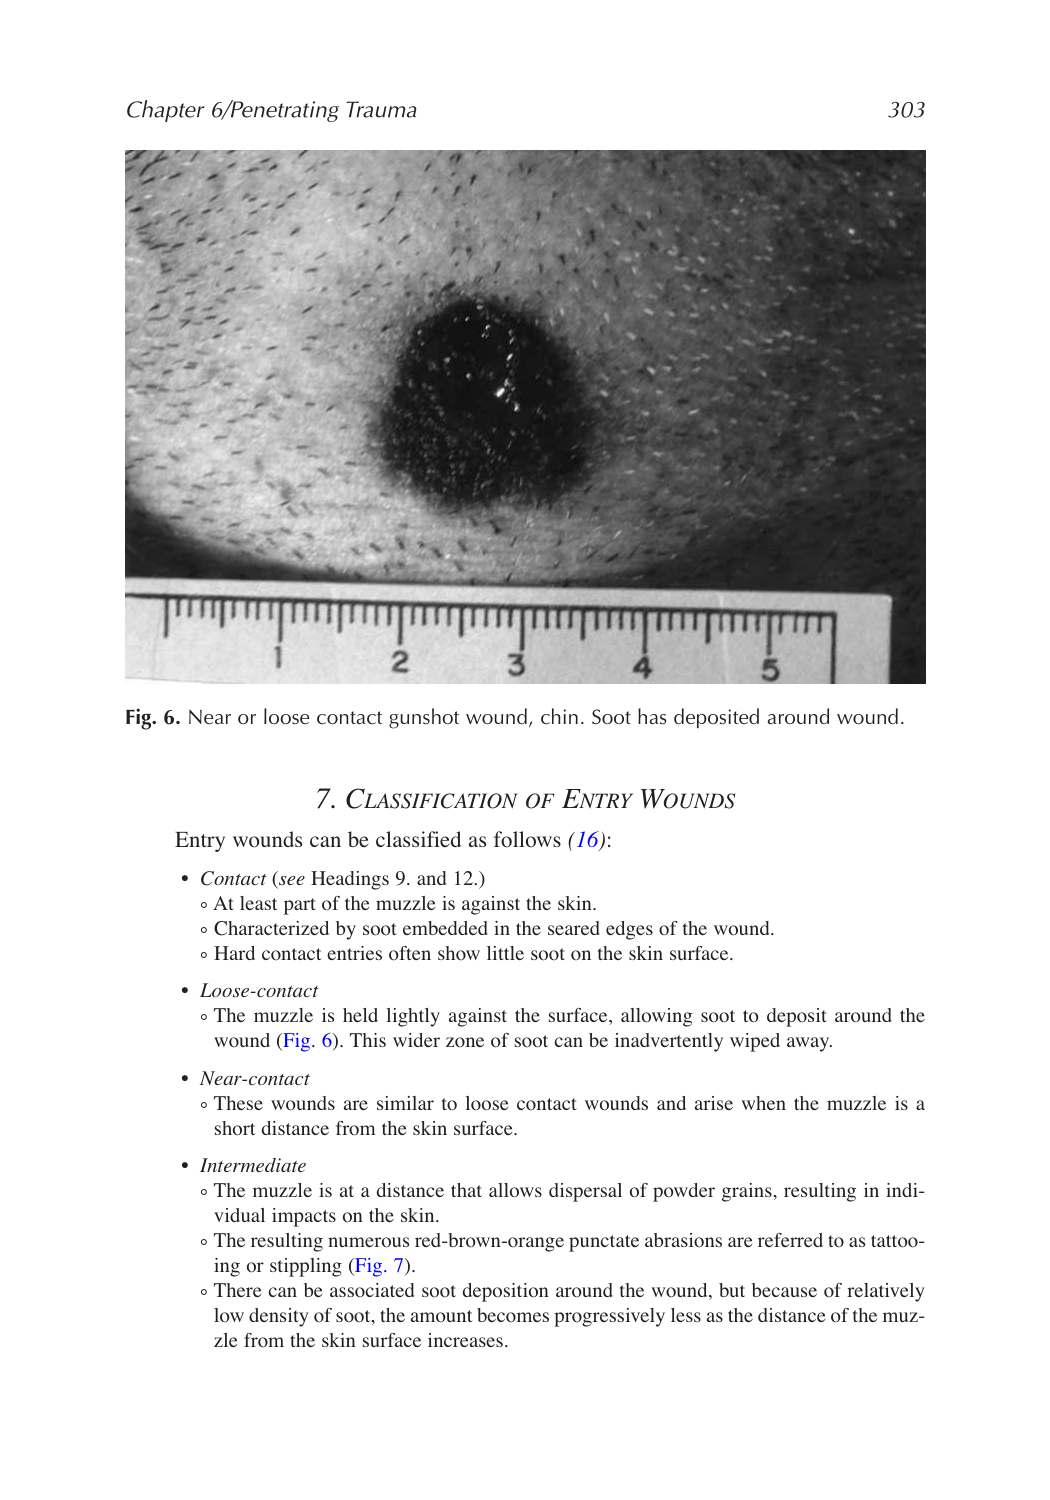 Chapter 6/Penetrating Trauma 303
1 2 3 4 5
Fig. 6. Near or loose contact gunshot wound, chin. Soot has deposited around wound.
7. Classification of Entry Wounds
Entry wounds can be classified as follows (16):
• Contact (see Headings 9. and 12.)
◦ At least part of the muzzle is against the skin.
◦ Characterized by soot embedded in the seared edges of the wound.
◦ Hard contact entries often show little soot on the skin surface.
• Loose-contact
◦ The muzzle is held lightly against the surface, allowing soot to deposit around the
wound (Fig. 6). This wider zone of soot can be inadvertently wiped away.
• Near-contact
◦ These wounds are similar to loose contact wounds and arise when the muzzle is a
short distance from the skin surface.
• Intermediate
◦ The muzzle is at a distance that allows dispersal of powder grains, resulting in indi-
vidual impacts on the skin.
◦ The resulting numerous red-brown-orange punctate abrasions are referred to as tattoo-
ing or stippling (Fig. 7).
◦ There can be associated soot deposition around the wound, but because of relatively
low density of soot, the amount becomes progressively less as the distance of the muz-
zle from the skin surface increases.